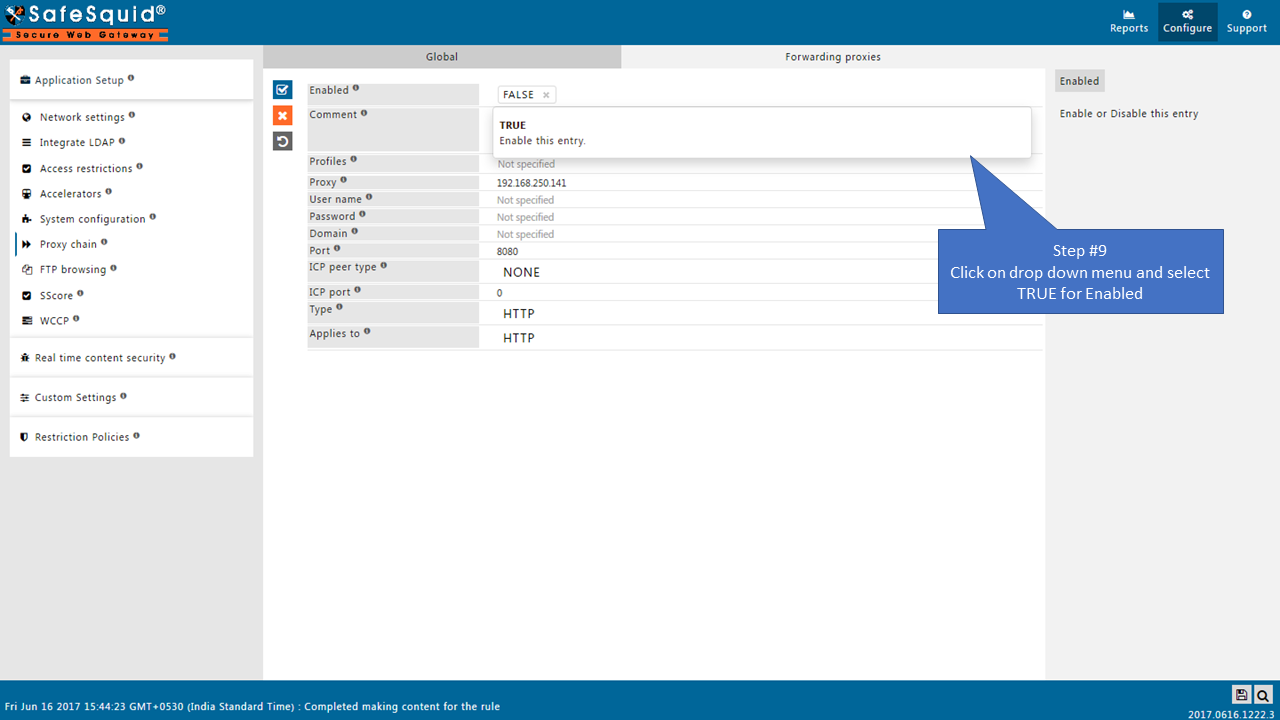 SafeSquid®
Secure Web Gateway
Reports
Configure
Support
Application Setup
Network settings
Integrate LDAP
Access restrictions
Accelerators
System configuration
Proxy chain
FTP browsing
SScore
WCCP
Real time content security
Custom Settings
Restriction Policies
Global
Forwarding proxies
Enabled
FALSE ×
Comment
TRUE
Enable this entry.
Profiles
Not specified
Proxy
192.168.250.141
User name
Not specified
Password
Not specified
Domain
Not specified
Port
8080
ICP peer type
NONE
ICP port
0
Type
HTTP
Applies to
HTTP
Enabled
Enable or Disable this entry
Step #9
Click on drop down menu and select
TRUE for Enabled
Fri Jun 16 2017 15:44:23 GMT+0530 (India Standard Time) : Completed making content for the rule
2017.0616.1222.3